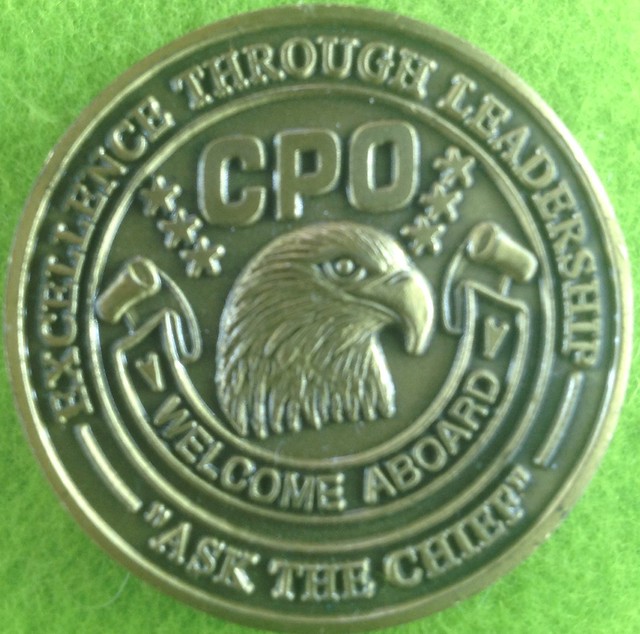 EXCELLENCE THROUGH LEADERSHIP
CPO
WELCOME ABOARD
"ASK THE CHIEF"